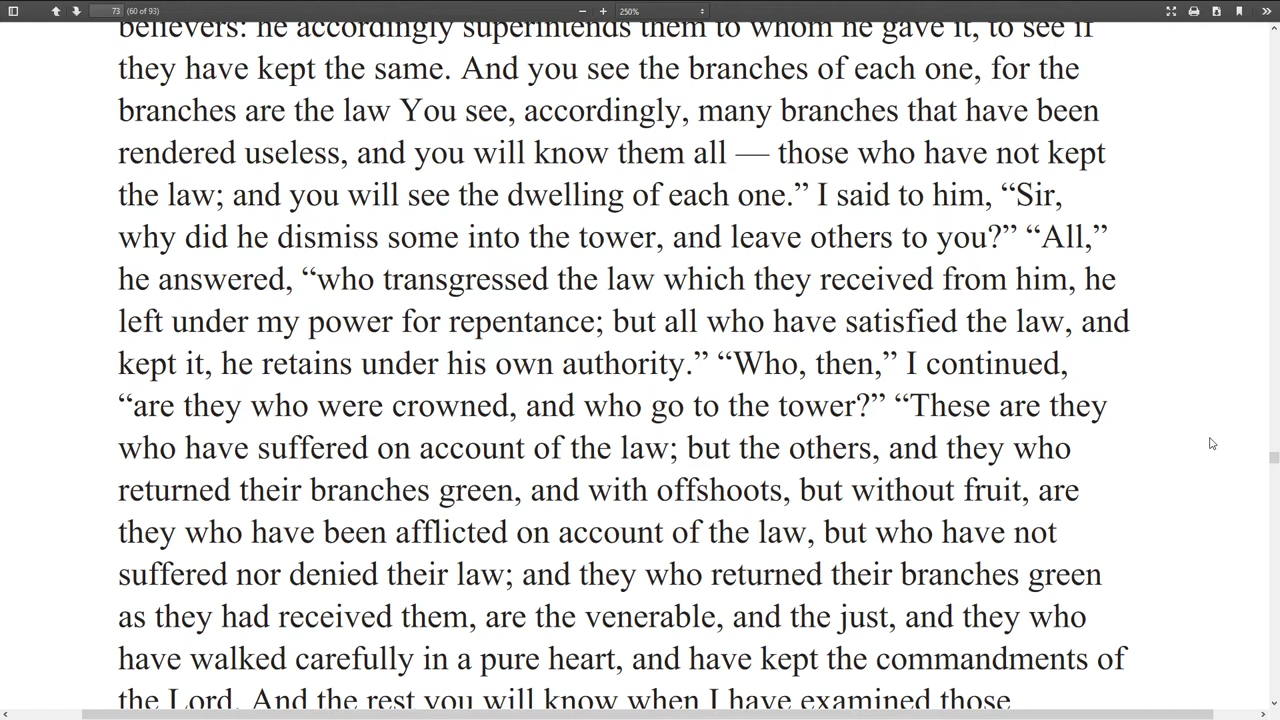 73 (60 of 93) 250%
believers: he accordingly superintends them to whom he gave it, to see if
they have kept the same. And you see the branches of each one, for the
branches are the law You see, accordingly, many branches that have been
rendered useless, and you will know them all — those who have not kept
the law; and you will see the dwelling of each one.” I said to him, “Sir,
why did he dismiss some into the tower, and leave others to you?” “All,”
he answered, “who transgressed the law which they received from him, he
left under my power for repentance; but all who have satisfied the law, and
kept it, he retains under his own authority.” “Who, then,” I continued,
“are they who were crowned, and who go to the tower?” “These are they
who have suffered on account of the law; but the others, and they who
returned their branches green, and with offshoots, but without fruit, are
they who have been afflicted on account of the law, but who have not
suffered nor denied their law; and they who returned their branches green
as they had received them, are the venerable, and the just, and they who
have walked carefully in a pure heart, and have kept the commandments of
the Lord. And the rest you will know when I have examined those